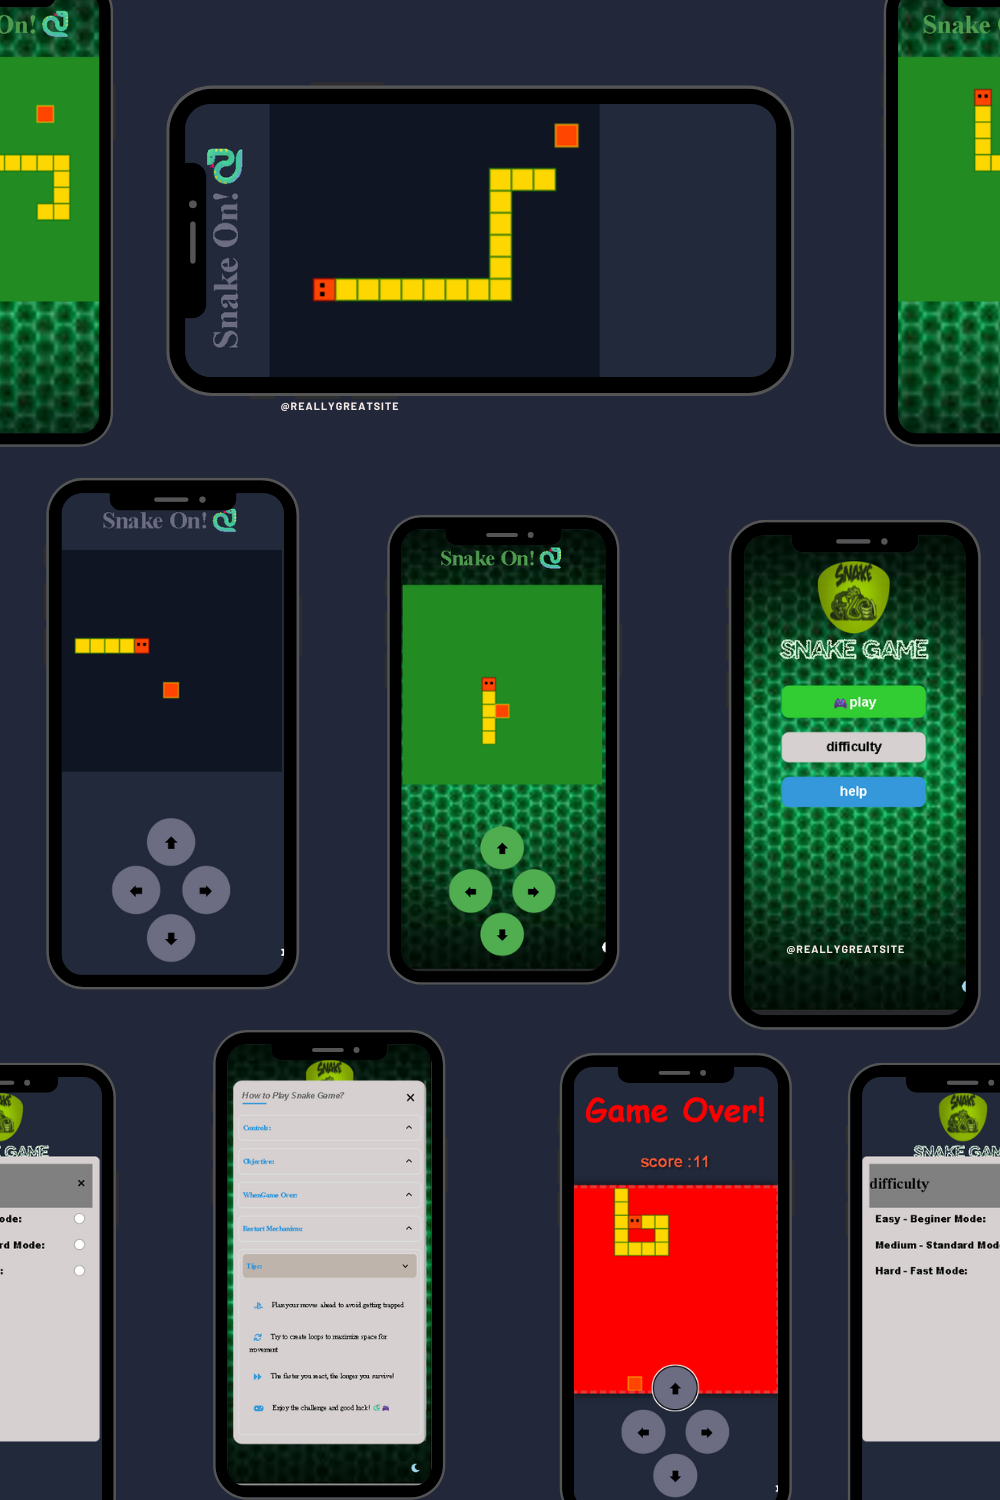 On!
Snake
Snake On!
@REALLYGREATSITE
Snake On!
Snake On!
SNAKE
SNAKE GAME
play
difficulty
help
@REALLYGREATSITE
GAME
ode:
rd Mode:
:
How to Play Snake Game?
Controls:
Objective:
WhenGame Over:
Restart Mechanism:
Tips:
Plan your moves ahead to avoid getting trapped
Try to create loops to maximize space for
movement
The faster you react, the longer you survive!
Enjoy the challenge and good luck!
Game Over!
score :11
SNAKE
SNAKE GAM
difficulty
Easy - Beginer Mode:
Medium - Standard Mod
Hard - Fast Mode: